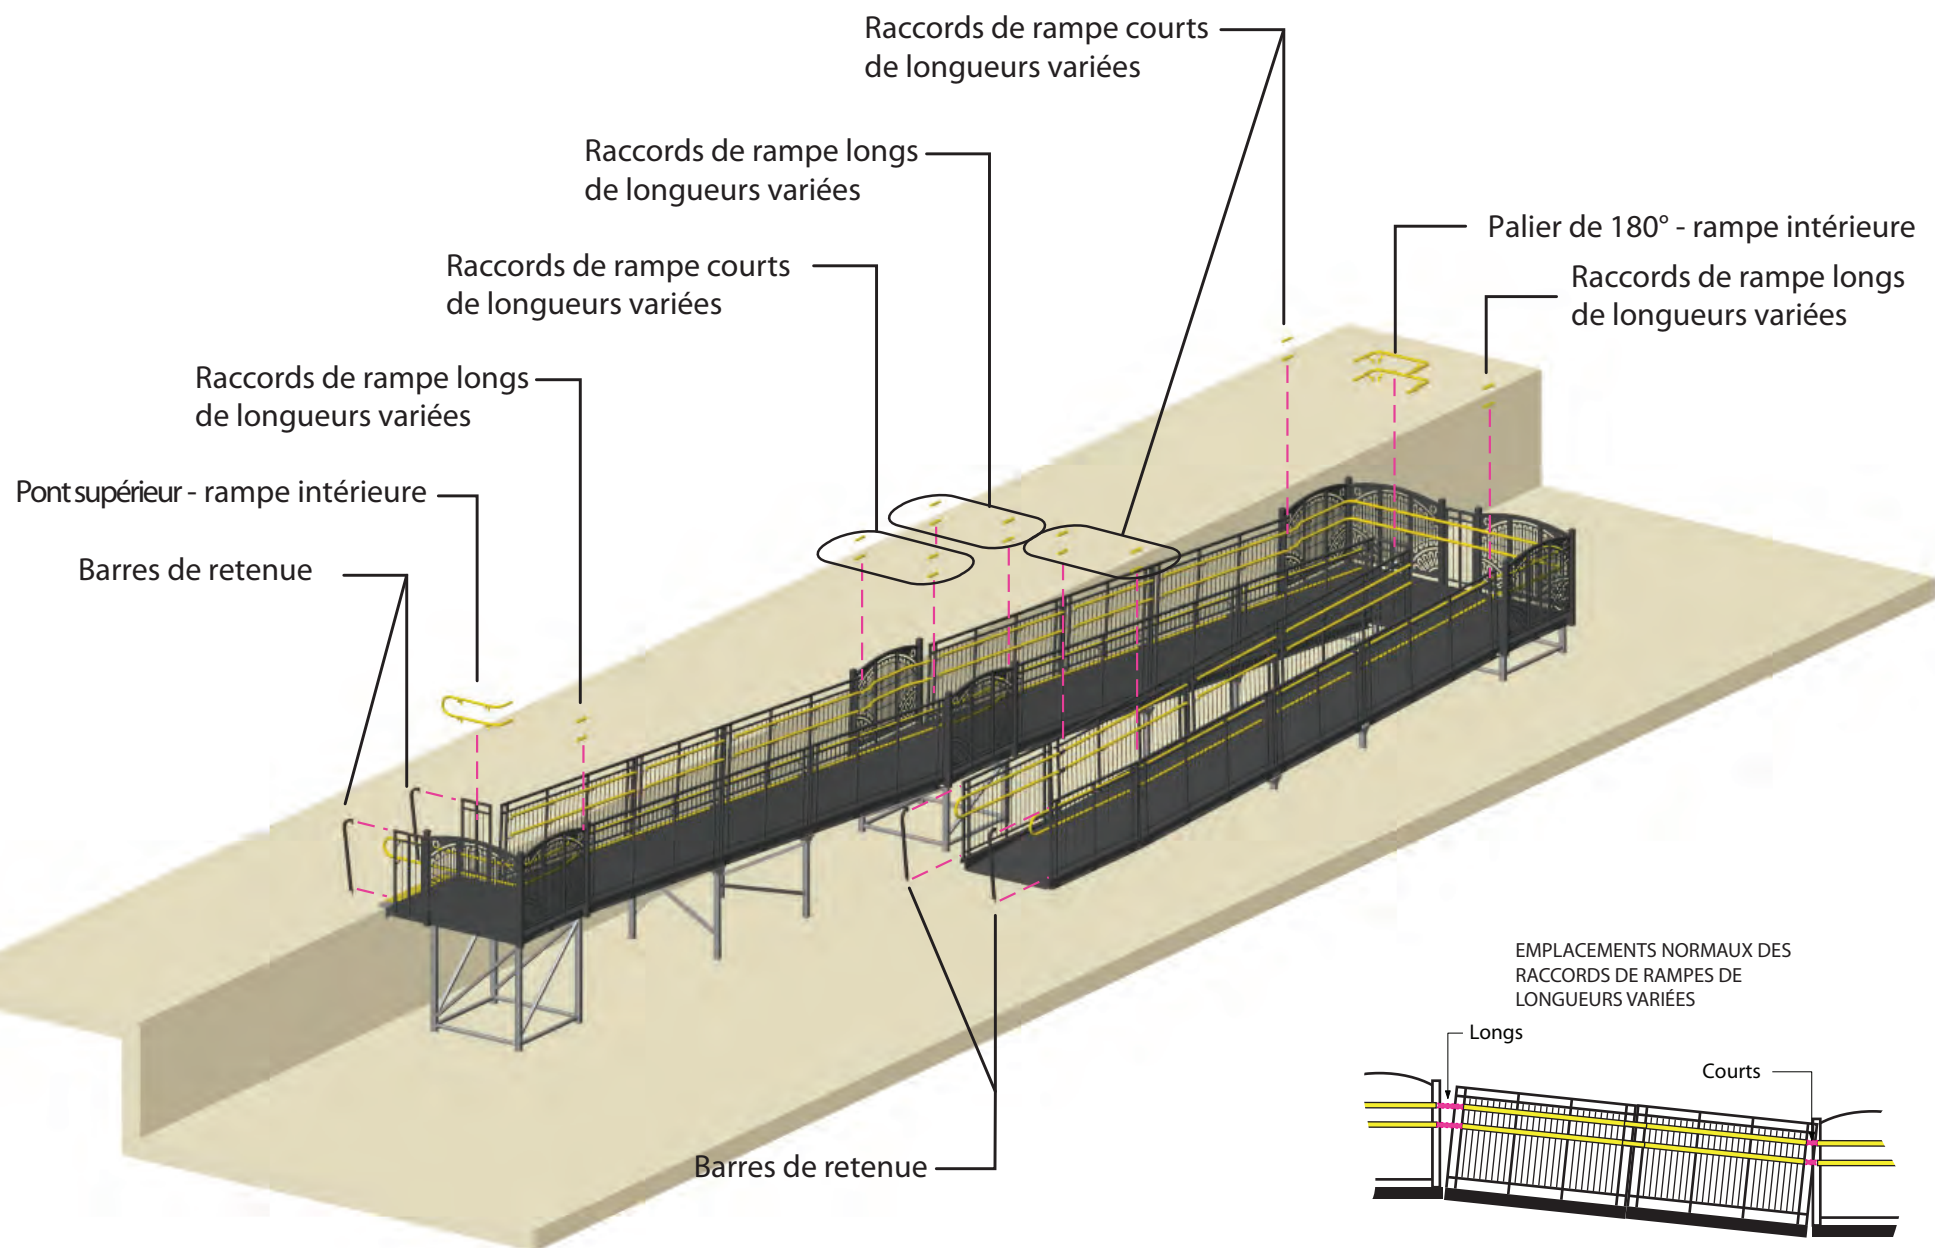 Raccords de rampe courts
de longueurs variées
Raccords de rampe longs
de longueurs variées
Palier de 180° - rampe intérieure
Raccords de rampe courts
de longueurs variées
Raccords de rampe longs
de longueurs variées
Raccords de rampe longs
de longueurs variées
Pont supérieur - rampe intérieure
Barres de retenue
EMPLACEMENTS NORMAUX DES
RACCORDS DE RAMPES DE
LONGUEURS VARIÉES
Longs
Courts
Barres de retenue